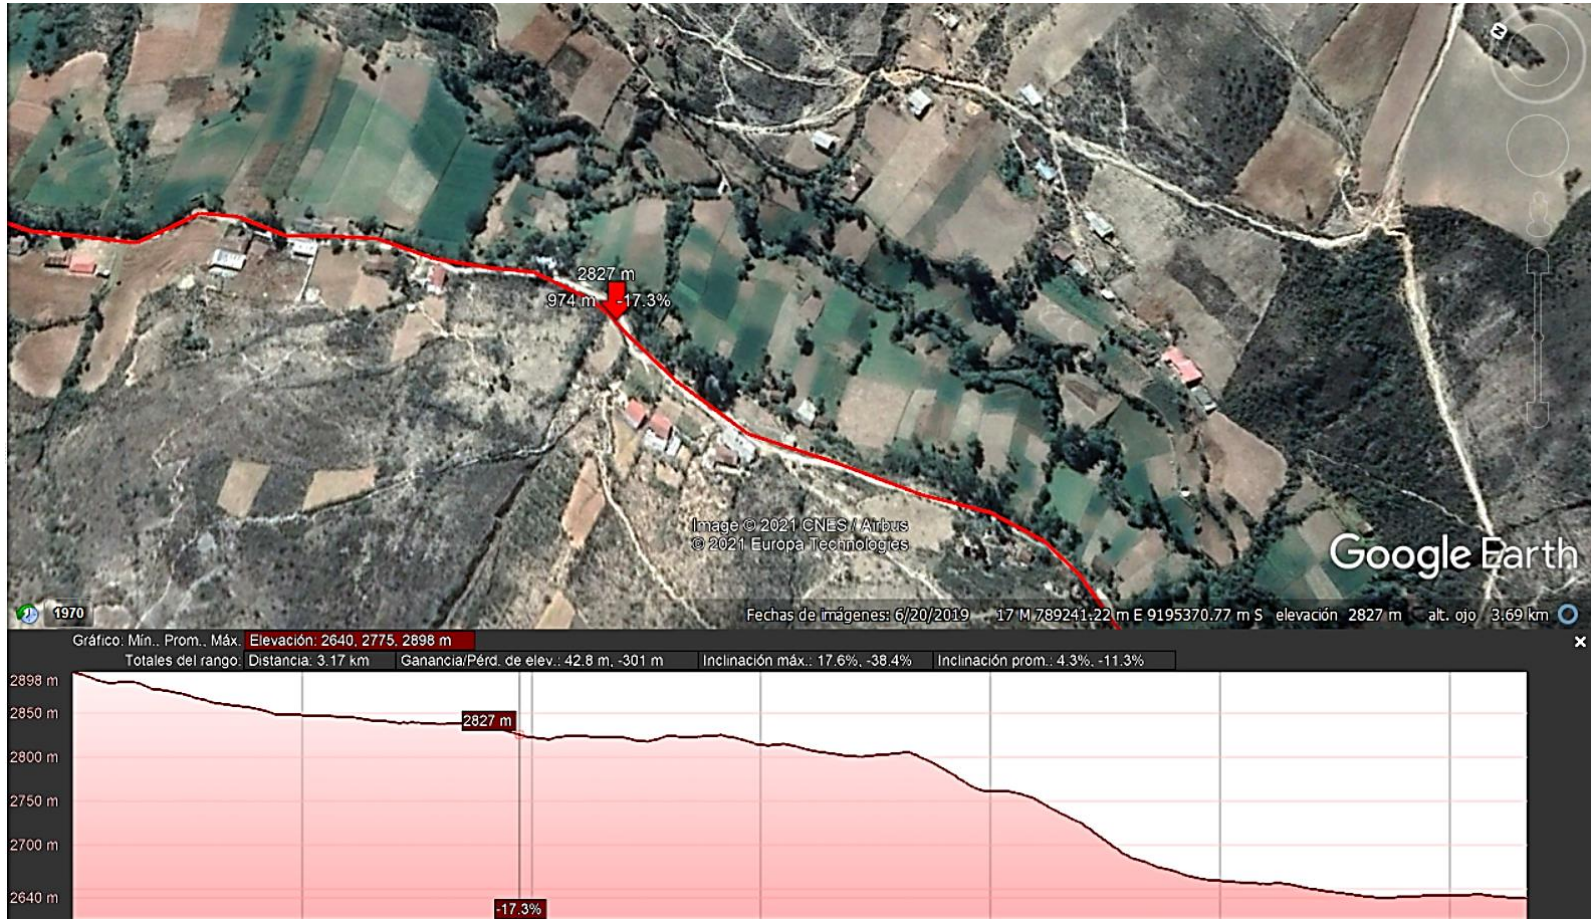 N
2827 m
974 m -17.3%
Image © 2021 CNES / Airbus
© 2021 Europa Technologies
Google Earth
1970
Fechas de imágenes: 6/20/2019 17 M 789241.22 m E 9195370.77 m S elevación 2827 m alt. ojo 3.69 km
Gráfico: Mín., Prom., Máx. Elevación: 2640, 2775, 2898 m
Totales del rango: Distancia: 3.17 km Ganancia/Pérd. de elev.: 42.8 m, -301 m Inclinación máx.: 17.6%, -38.4% Inclinación prom.: 4.3%, -11.3%
2898 m
2850 m
2827 m
2800 m
2750 m
2700 m
2640 m
-17.3%